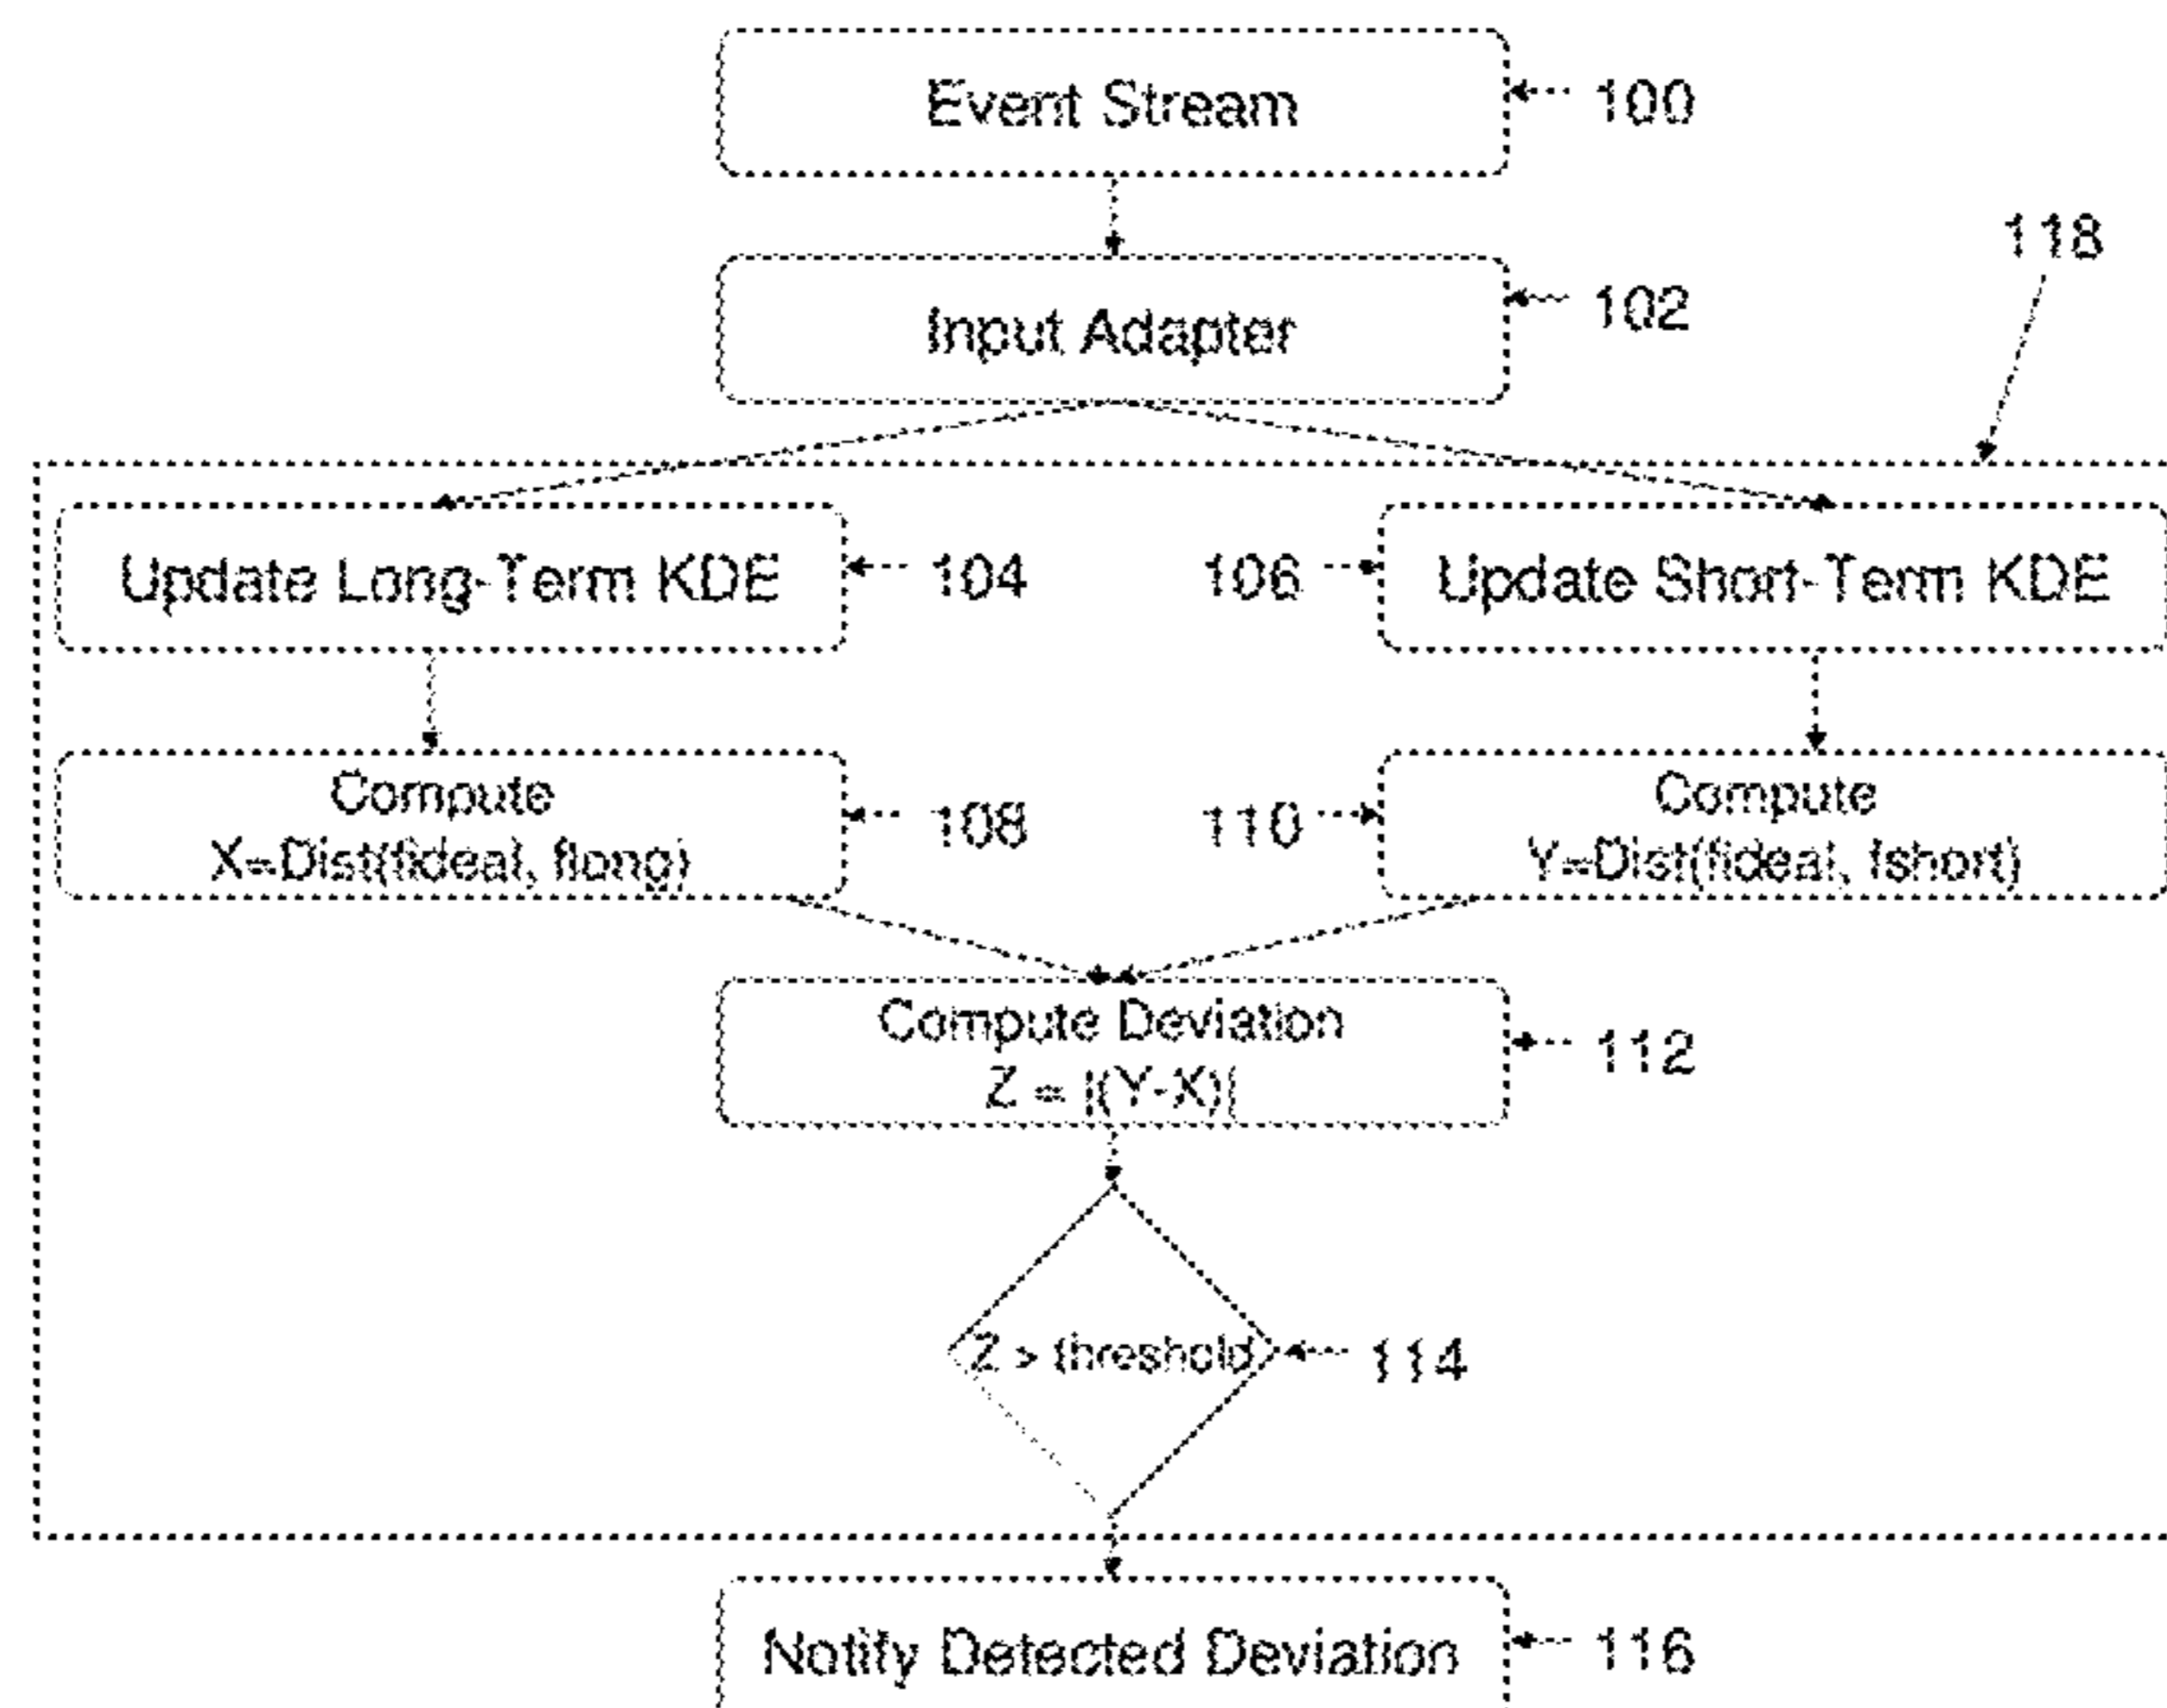 Event Stream
100
118
Input Adapter
102
Update Long-Term KDE
104
106
Update Short-Term KDE
Compute
X=Dist(fideal, flong)
108
110
Compute
Y=Dist(fideal, fshort)
Compute Deviation
Z = |(Y-X)|
112
Z > threshold
114
Notify Detected Deviation
116